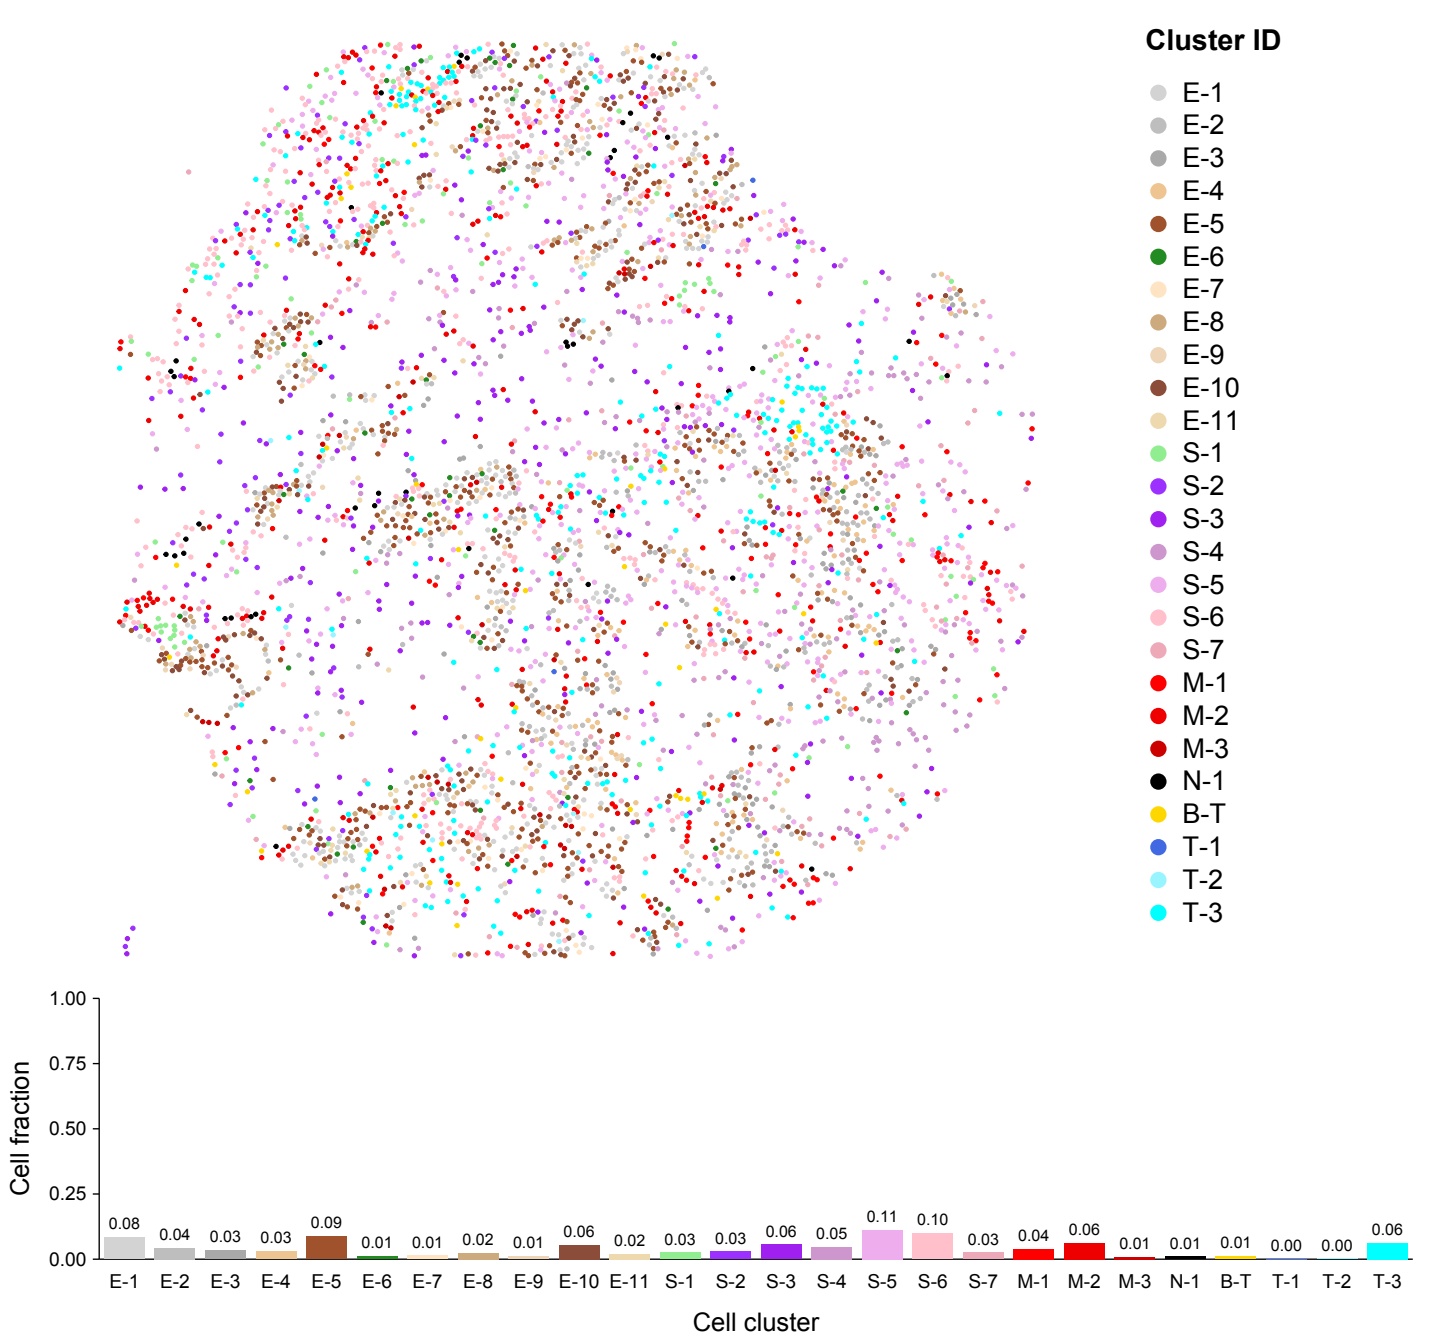 Cluster ID
E-1
E-2
E-3
E-4
E-5
E-6
E-7
E-8
E-9
E-10
E-11
S-1
S-2
S-3
S-4
S-5
S-6
S-7
M-1
M-2
M-3
N-1
B-T
T-1
T-2
T-3
1.00
0.75
0.50
0.25
0.00
Cell fraction
0.08 0.04 0.03 0.03 0.09 0.01 0.01 0.02 0.01 0.06 0.02 0.03 0.03 0.06 0.05 0.11 0.10 0.03 0.04 0.06 0.01 0.01 0.01 0.00 0.00 0.06
E-1 E-2 E-3 E-4 E-5 E-6 E-7 E-8 E-9 E-10 E-11 S-1 S-2 S-3 S-4 S-5 S-6 S-7 M-1 M-2 M-3 N-1 B-T T-1 T-2 T-3
Cell cluster